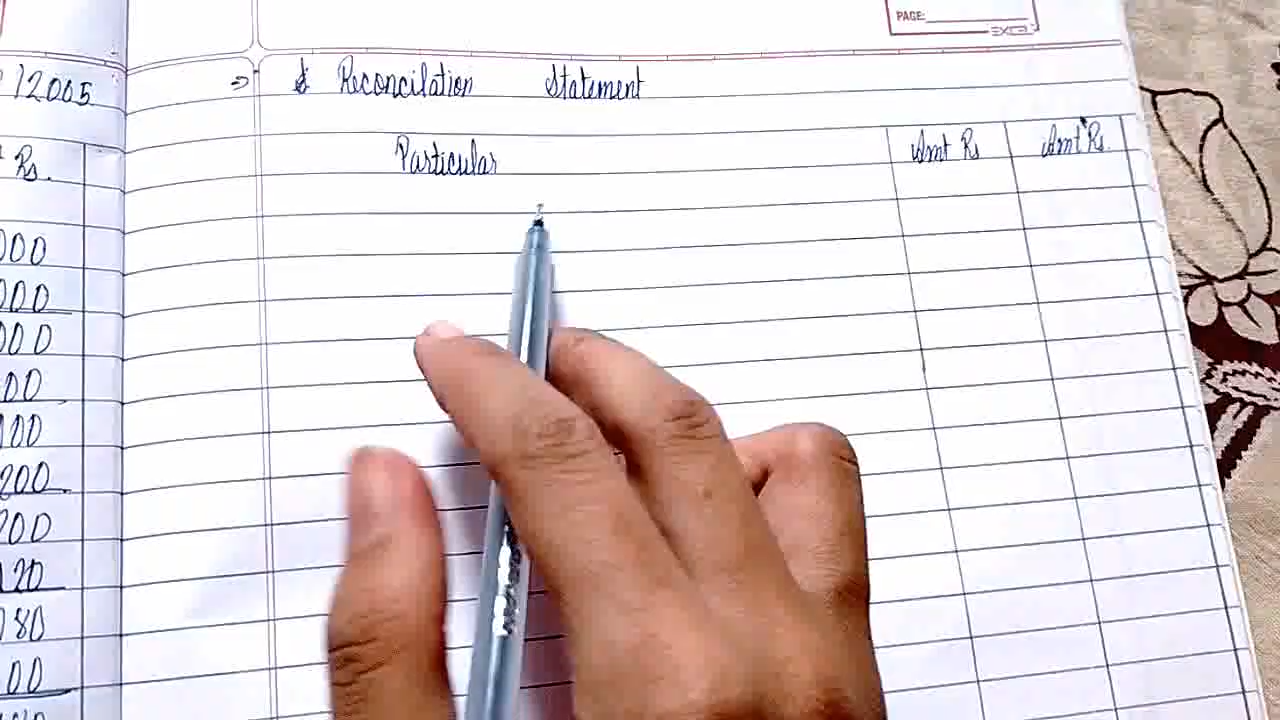 PAGE:
12005
⇒ Reconcilation Statement
Rs.
Particular Amt Rs Amt Rs.
000
000
000
00
00
200
700
20
80
00